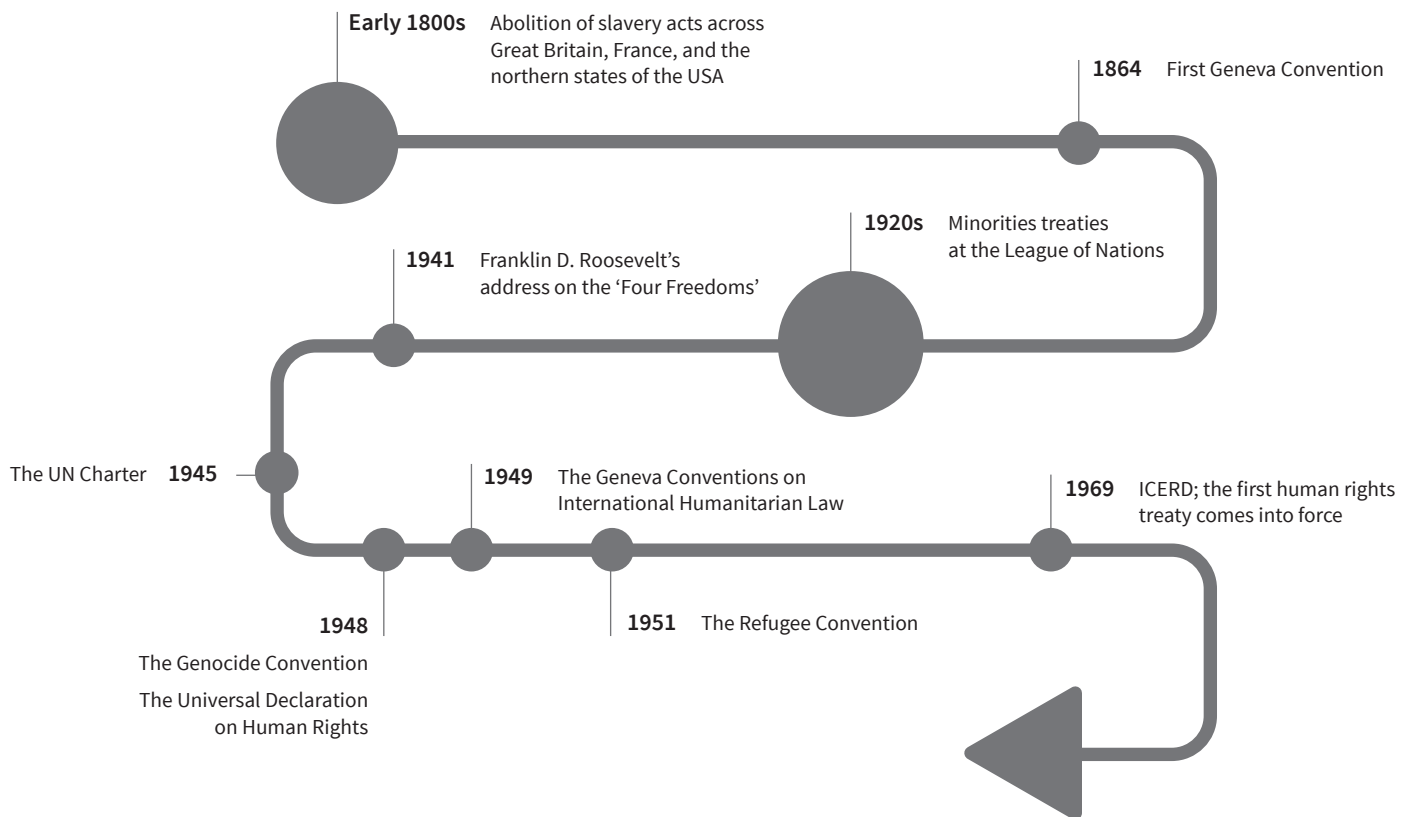 Early 1800s Abolition of slavery acts across
Great Britain, France, and the
northern states of the USA
1864 First Geneva Convention
1920s Minorities treaties
at the League of Nations
1941 Franklin D. Roosevelt’s
address on the ‘Four Freedoms’
The UN Charter 1945
1948
The Genocide Convention
The Universal Declaration
on Human Rights
1949 The Geneva Conventions on
International Humanitarian Law
1951 The Refugee Convention
1969 ICERD; the first human rights
treaty comes into force